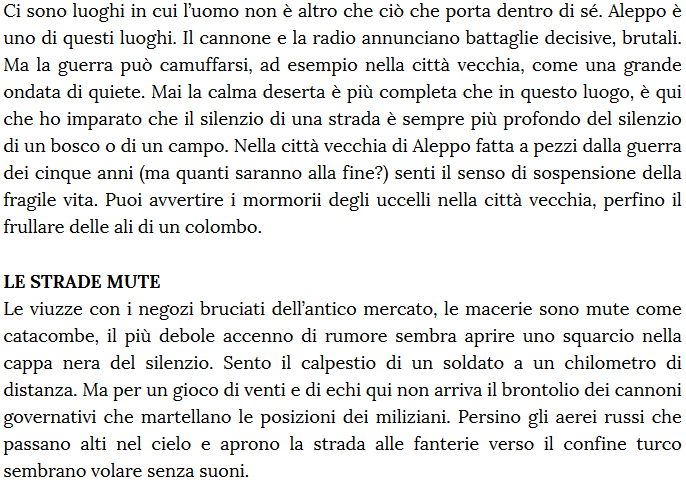 Ci sono luoghi in cui l'uomo non è altro che ciò che porta dentro di sé. Aleppo è
uno di questi luoghi. Il cannone e la radio annunciano battaglie decisive, brutali.
Ma la guerra può camuffarsi, ad esempio nella città vecchia, come una grande
ondata di quiete. Mai la calma deserta è più completa che in questo luogo, è qui
che ho imparato che il silenzio di una strada è sempre più profondo del silenzio
di un bosco o di un campo. Nella città vecchia di Aleppo fatta a pezzi dalla guerra
dei cinque anni (ma quanti saranno alla fine?) senti il senso di sospensione della
fragile vita. Puoi avvertire i mormorii degli uccelli nella città vecchia, perfino il
frullare delle ali di un colombo.
LE STRADE MUTE
Le viuzze con i negozi bruciati dell'antico mercato, le macerie sono mute come
catacombe, il più debole accenno di rumore sembra aprire uno squarcio nella
cappa nera del silenzio. Sento il calpestio di un soldato a un chilometro di
distanza. Ma per un gioco di venti e di echi qui non arriva il brontolio dei cannoni
governativi che martellano le posizioni dei miliziani. Persino gli aerei russi che
passano alti nel cielo e aprono la strada alle fanterie verso il confine turco
sembrano volare senza suoni.